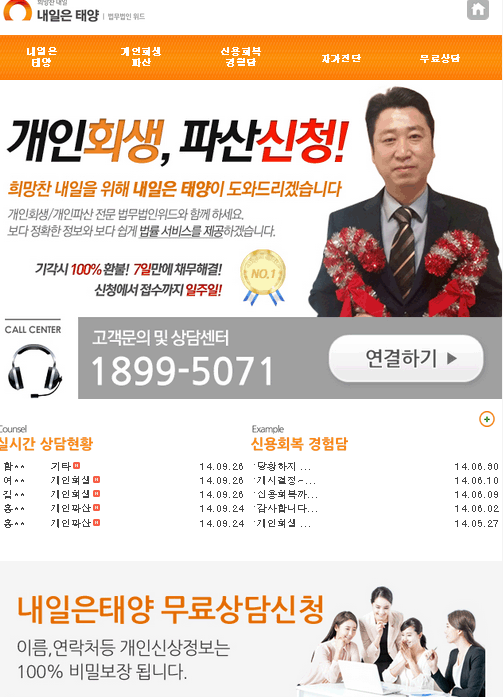 희망찬 내일
내일은 태양 | 법무법인 위드
내일은 태양
개인회생 파산
신용회복 경험담
자가진단
무료상담
개인회생, 파산신청!
희망찬 내일을 위해 내일은 태양이 도와드리겠습니다
개인회생/개인파산 전문 법무법인위드와 함께 하세요.
보다 정확한 정보와 보다 쉽게 법률 서비스를 제공하겠습니다.
기각시 100% 환불! 7일만에 채무해결!
신청에서 접수까지 일주일!
NO.1
CALL CENTER
고객문의 및 상담센터
1899-5071
연결하기
Counsel
실시간 상담현황
함** 기타 14.09.26
여** 개인회생 14.09.26
김** 개인회생 14.09.26
홍** 개인파산 14.09.24
홍** 개인파산 14.09.24
Example
신용회복 경험담
당황하지 ... 14.06.30
개시결정~... 14.06.10
신용회복까... 14.06.09
감사합니다... 14.06.02
개인회생 ... 14.05.27
내일은태양 무료상담신청
이름,연락처등 개인신상정보는
100% 비밀보장 됩니다.